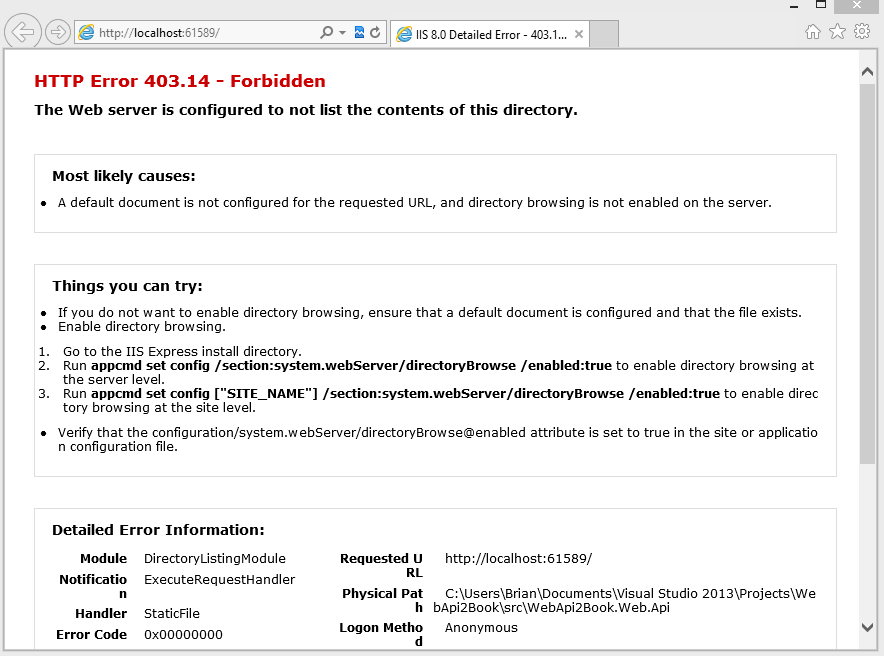 http://localhost:61589/
IIS 8.0 Detailed Error - 403.1...
HTTP Error 403.14 - Forbidden
The Web server is configured to not list the contents of this directory.
Most likely causes:
• A default document is not configured for the requested URL, and directory browsing is not enabled on the server.
Things you can try:
• If you do not want to enable directory browsing, ensure that a default document is configured and that the file exists.
• Enable directory browsing.
1. Go to the IIS Express install directory.
2. Run appcmd set config /section:system.webServer/directoryBrowse /enabled:true to enable directory browsing at
the server level.
3. Run appcmd set config ["SITE_NAME"] /section:system.webServer/directoryBrowse /enabled:true to enable direc
tory browsing at the site level.
• Verify that the configuration/system.webServer/directoryBrowse@enabled attribute is set to true in the site or applicatio
n configuration file.
Detailed Error Information:
Module DirectoryListingModule
Notificatio ExecuteRequestHandler
n
Handler StaticFile
Error Code 0x00000000
Requested U http://localhost:61589/
RL
Physical Pat C:\Users\Brian\Documents\Visual Studio 2013\Projects\We
h bApi2Book\src\WebApi2Book.Web.Api
Logon Metho Anonymous
d